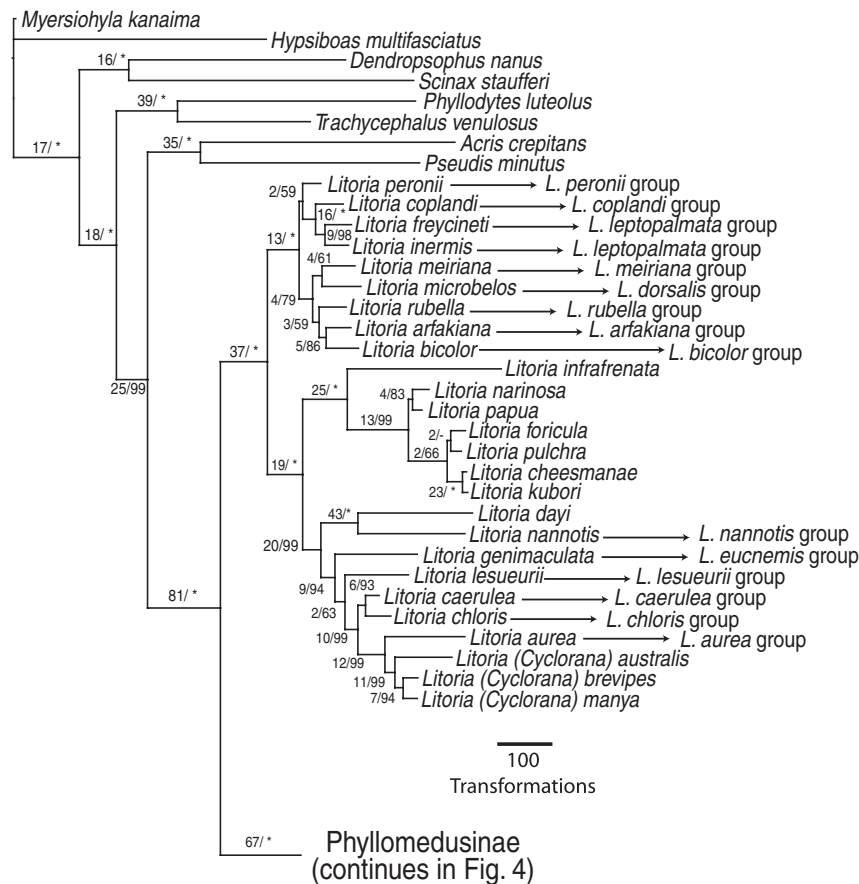 Myersiohyla kanaima
Hypsiboas multifasciatus
16/ * Dendropsophus nanus
Scinax staufferi
39/ * Phyllodytes luteolus
Trachycephalus venulosus
17/ * 35/ * Acris crepitans
Pseudis minutus
2/59 Litoria peronii L. peronii group
16/ * Litoria coplandi L. coplandi group
18/ * 9/98 Litoria freycineti L. leptopalmata group
13/ * Litoria inermis L. leptopalmata group
4/61 Litoria meiriana L. meiriana group
Litoria microbelos L. dorsalis group
4/79 Litoria rubella L. rubella group
3/59 Litoria arfakiana L. arfakiana group
5/86 Litoria bicolor L. bicolor group
37/ * Litoria infrafrenata
25/99 25/ * 4/83 Litoria narinosa
Litoria papua
13/99 2/- Litoria foricula
2/66 Litoria pulchra
19/ * Litoria cheesmanae
23/ * Litoria kubori
43/* Litoria dayi
Litoria nannotis L. nannotis group
20/99 Litoria genimaculata L. eucnemis group
9/94 6/93 Litoria lesueurii L. lesueurii group
81/ * Litoria caerulea L. caerulea group
2/63 Litoria chloris L. chloris group
10/99 Litoria aurea L. aurea group
12/99 Litoria (Cyclorana) australis
11/99 Litoria (Cyclorana) brevipes
7/94 Litoria (Cyclorana) manya
100
Transformations
67/ * Phyllomedusinae
(continues in Fig. 4)